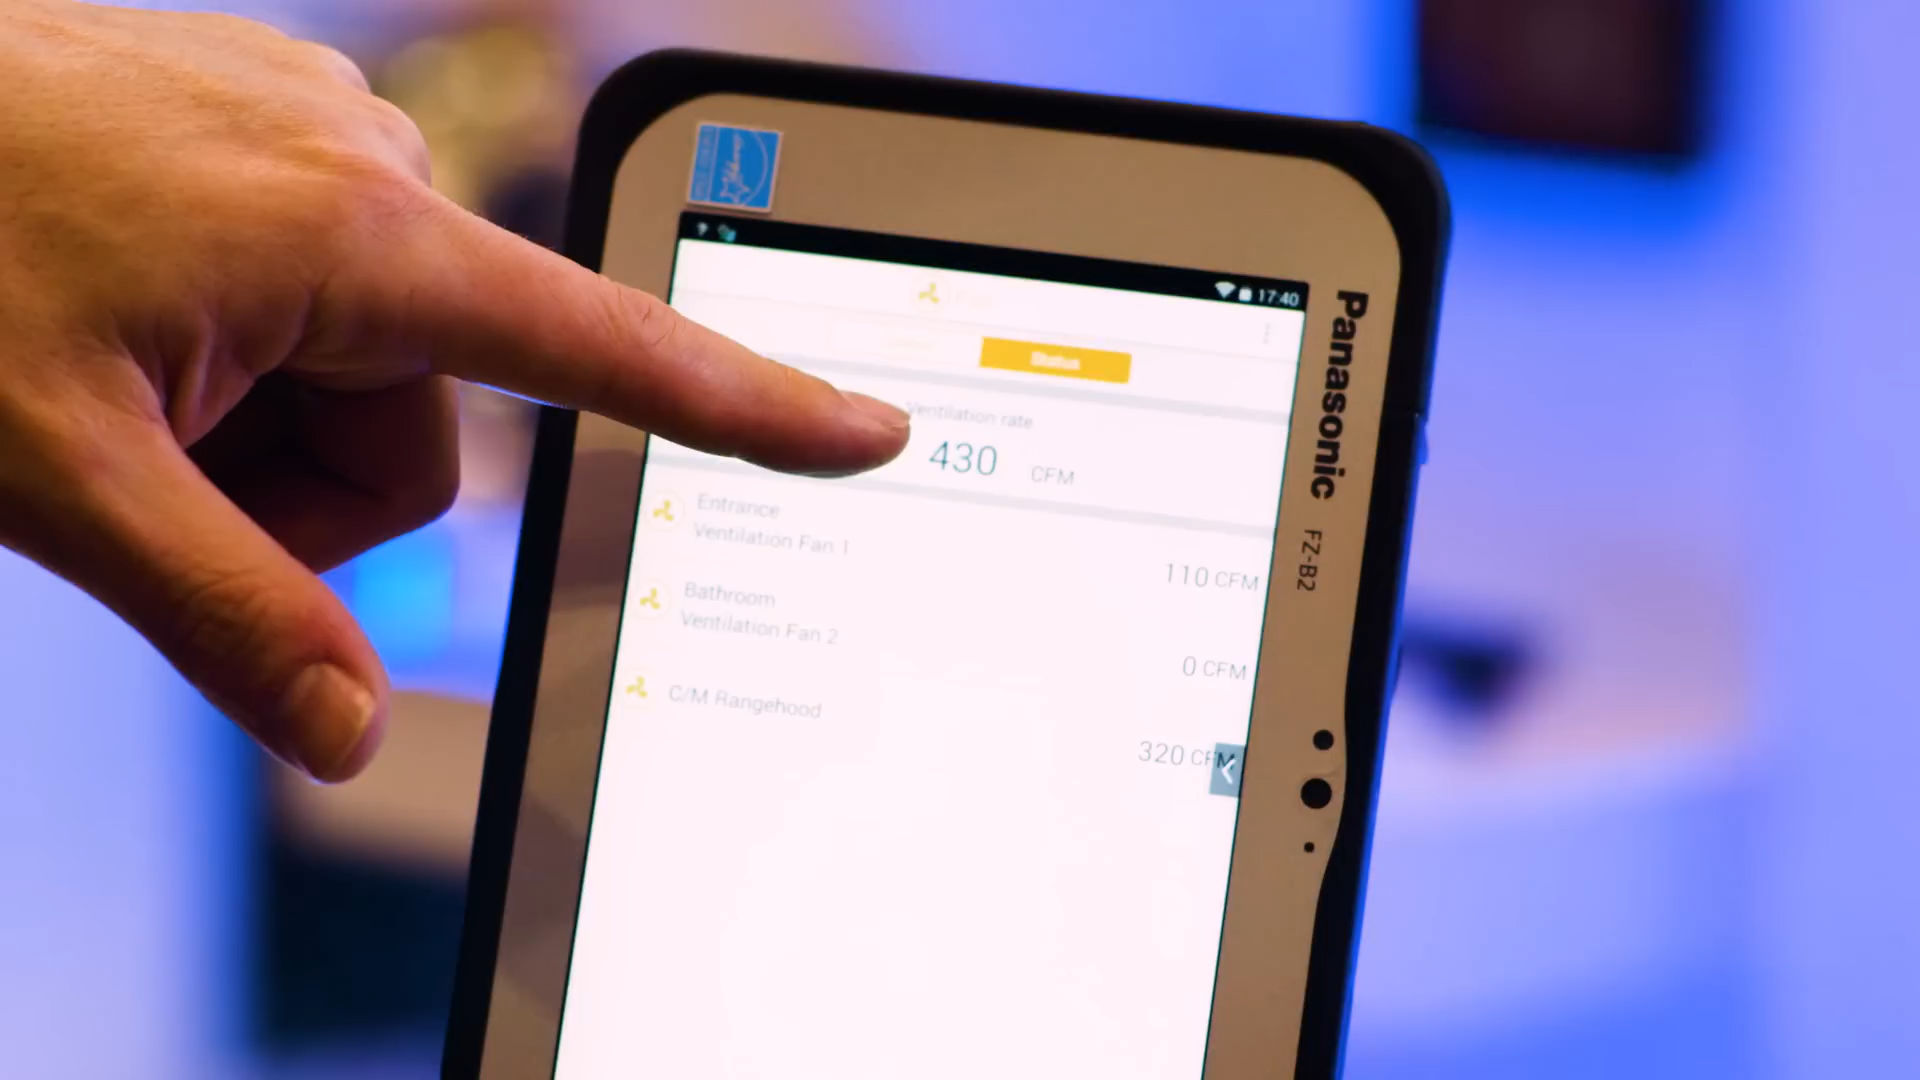 17:40
Status
Ventilation rate
430 CFM
Entrance
Ventilation Fan 1
110 CFM
Bathroom
Ventilation Fan 2
0 CFM
C/M Rangehood
320 CFM
Panasonic
FZ-B2